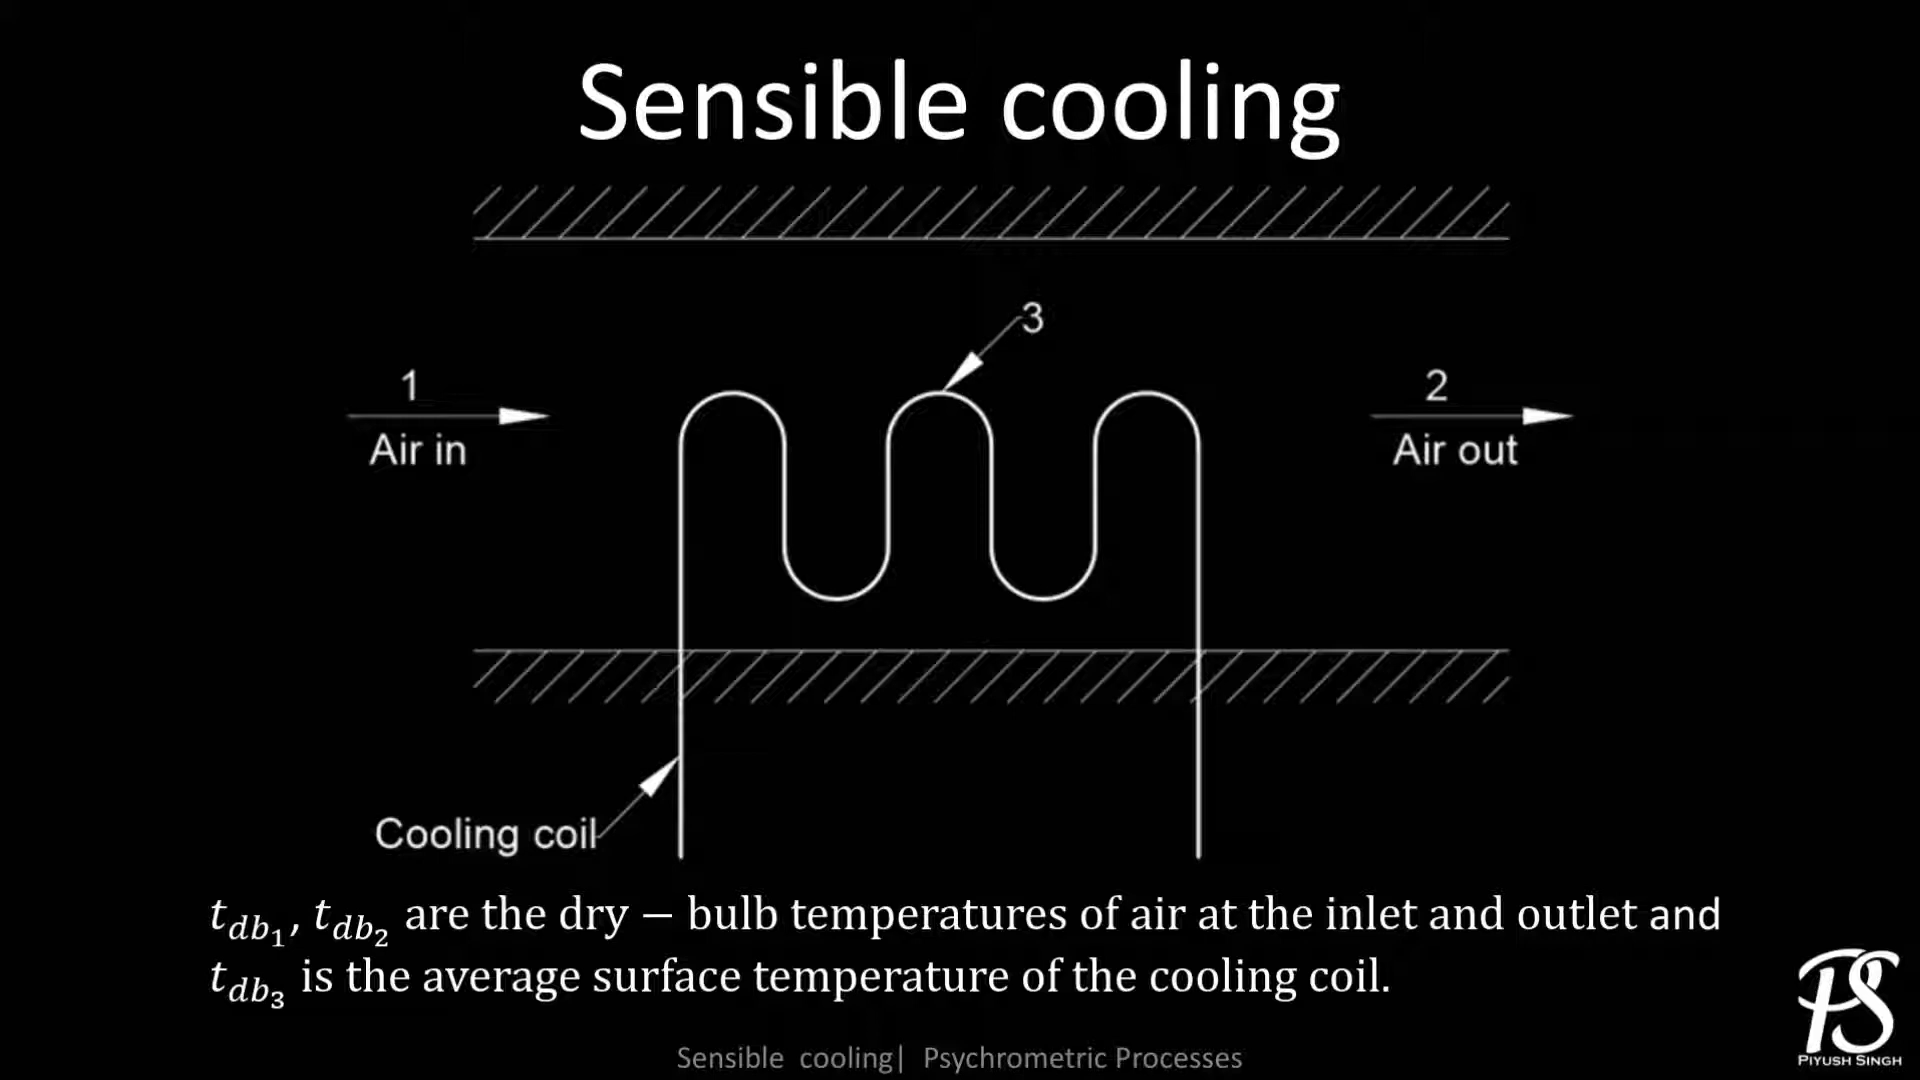 Sensible cooling
3
1
Air in
2
Air out
Cooling coil
t_{db_1}, t_{db_2} are the dry − bulb temperatures of air at the inlet and outlet and
t_{db_3} is the average surface temperature of the cooling coil.
PS
PIYUSH SINGH
Sensible cooling| Psychrometric Processes